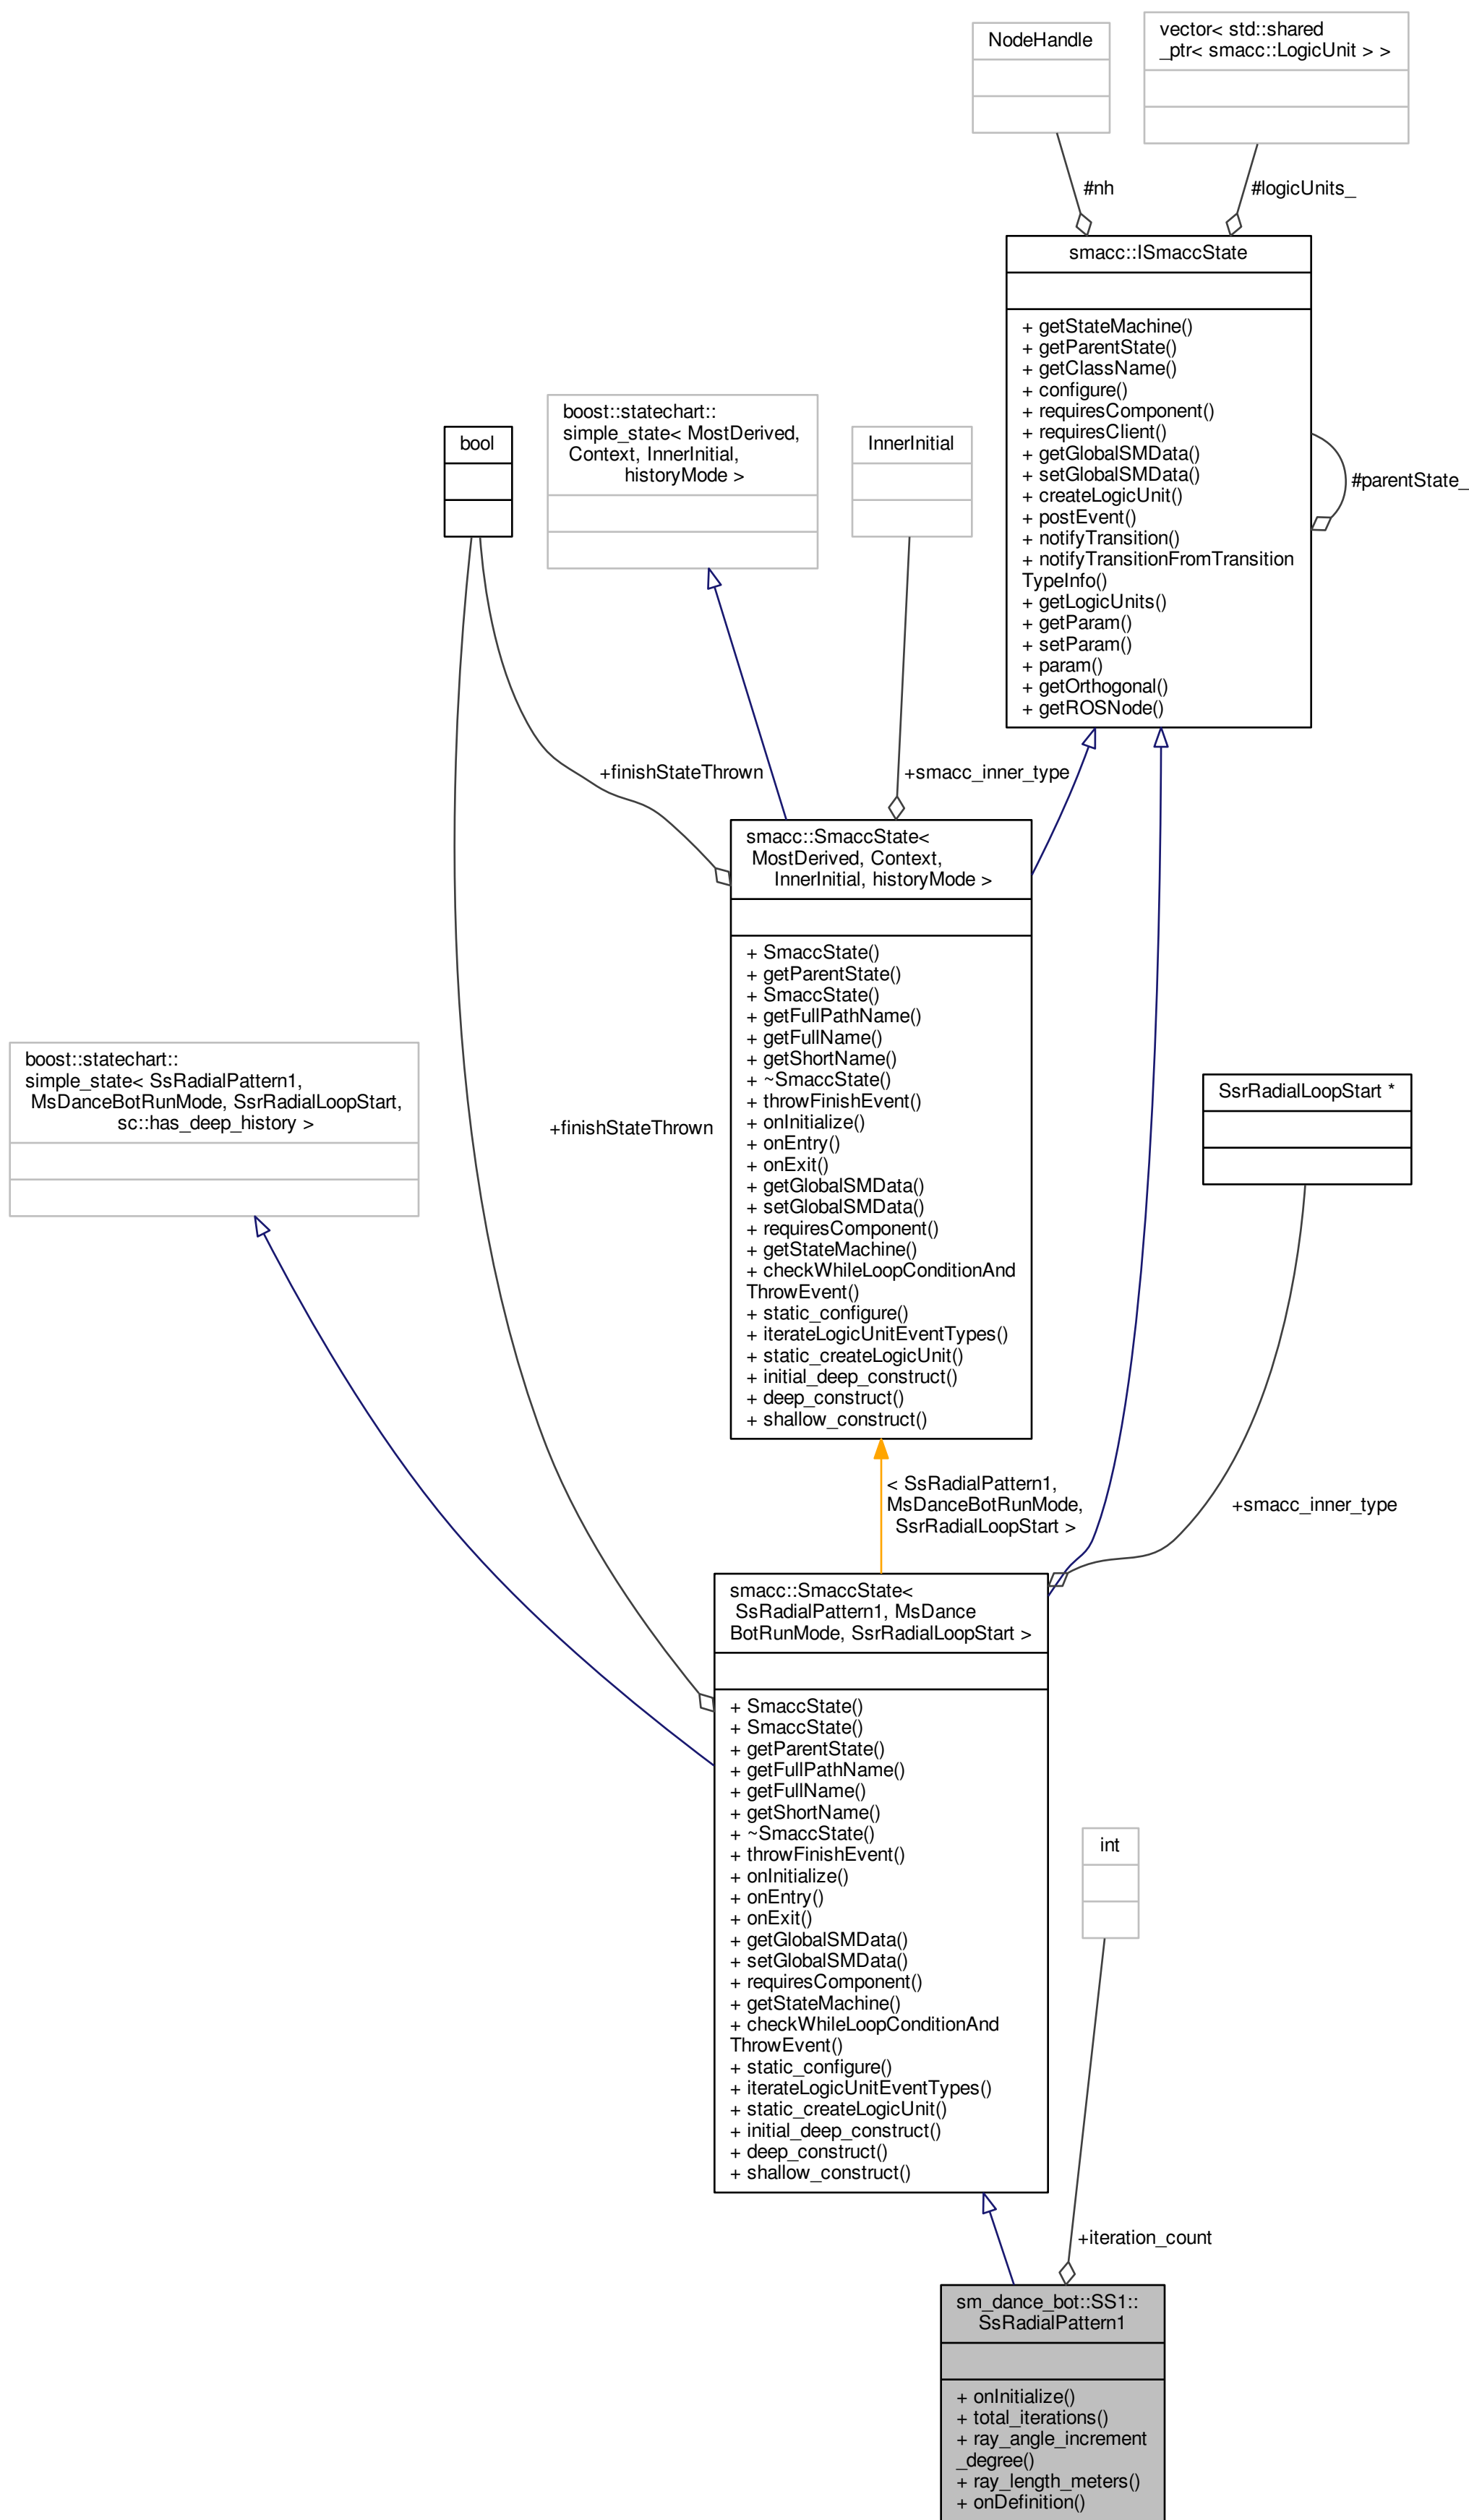 NodeHandle
vector< std::shared
_ptr< smacc::LogicUnit > >
#nh
#logicUnits_
smacc::ISmaccState
+ getStateMachine()
+ getParentState()
+ getClassName()
+ configure()
+ requiresComponent()
+ requiresClient()
+ getGlobalSMData()
+ setGlobalSMData()
+ createLogicUnit()
+ postEvent()
+ notifyTransition()
+ notifyTransitionFromTransition
TypeInfo()
+ getLogicUnits()
+ getParam()
+ setParam()
+ param()
+ getOrthogonal()
+ getROSNode()
#parentState_
bool
boost::statechart::
simple_state< MostDerived,
Context, InnerInitial,
historyMode >
InnerInitial
+finishStateThrown
+smacc_inner_type
smacc::SmaccState<
MostDerived, Context,
InnerInitial, historyMode >
+ SmaccState()
+ getParentState()
+ SmaccState()
+ getFullPathName()
+ getFullName()
+ getShortName()
+ ~SmaccState()
+ throwFinishEvent()
+ onInitialize()
+ onEntry()
+ onExit()
+ getGlobalSMData()
+ setGlobalSMData()
+ requiresComponent()
+ getStateMachine()
+ checkWhileLoopConditionAnd
ThrowEvent()
+ static_configure()
+ iterateLogicUnitEventTypes()
+ static_createLogicUnit()
+ initial_deep_construct()
+ deep_construct()
+ shallow_construct()
boost::statechart::
simple_state< SsRadialPattern1,
MsDanceBotRunMode, SsrRadialLoopStart,
sc::has_deep_history >
+finishStateThrown
SsrRadialLoopStart *
< SsRadialPattern1,
MsDanceBotRunMode,
SsrRadialLoopStart >
+smacc_inner_type
smacc::SmaccState<
SsRadialPattern1, MsDance
BotRunMode, SsrRadialLoopStart >
+ SmaccState()
+ SmaccState()
+ getParentState()
+ getFullPathName()
+ getFullName()
+ getShortName()
+ ~SmaccState()
+ throwFinishEvent()
+ onInitialize()
+ onEntry()
+ onExit()
+ getGlobalSMData()
+ setGlobalSMData()
+ requiresComponent()
+ getStateMachine()
+ checkWhileLoopConditionAnd
ThrowEvent()
+ static_configure()
+ iterateLogicUnitEventTypes()
+ static_createLogicUnit()
+ initial_deep_construct()
+ deep_construct()
+ shallow_construct()
int
+iteration_count
sm_dance_bot::SS1::
SsRadialPattern1
+ onInitialize()
+ total_iterations()
+ ray_angle_increment
_degree()
+ ray_length_meters()
+ onDefinition()